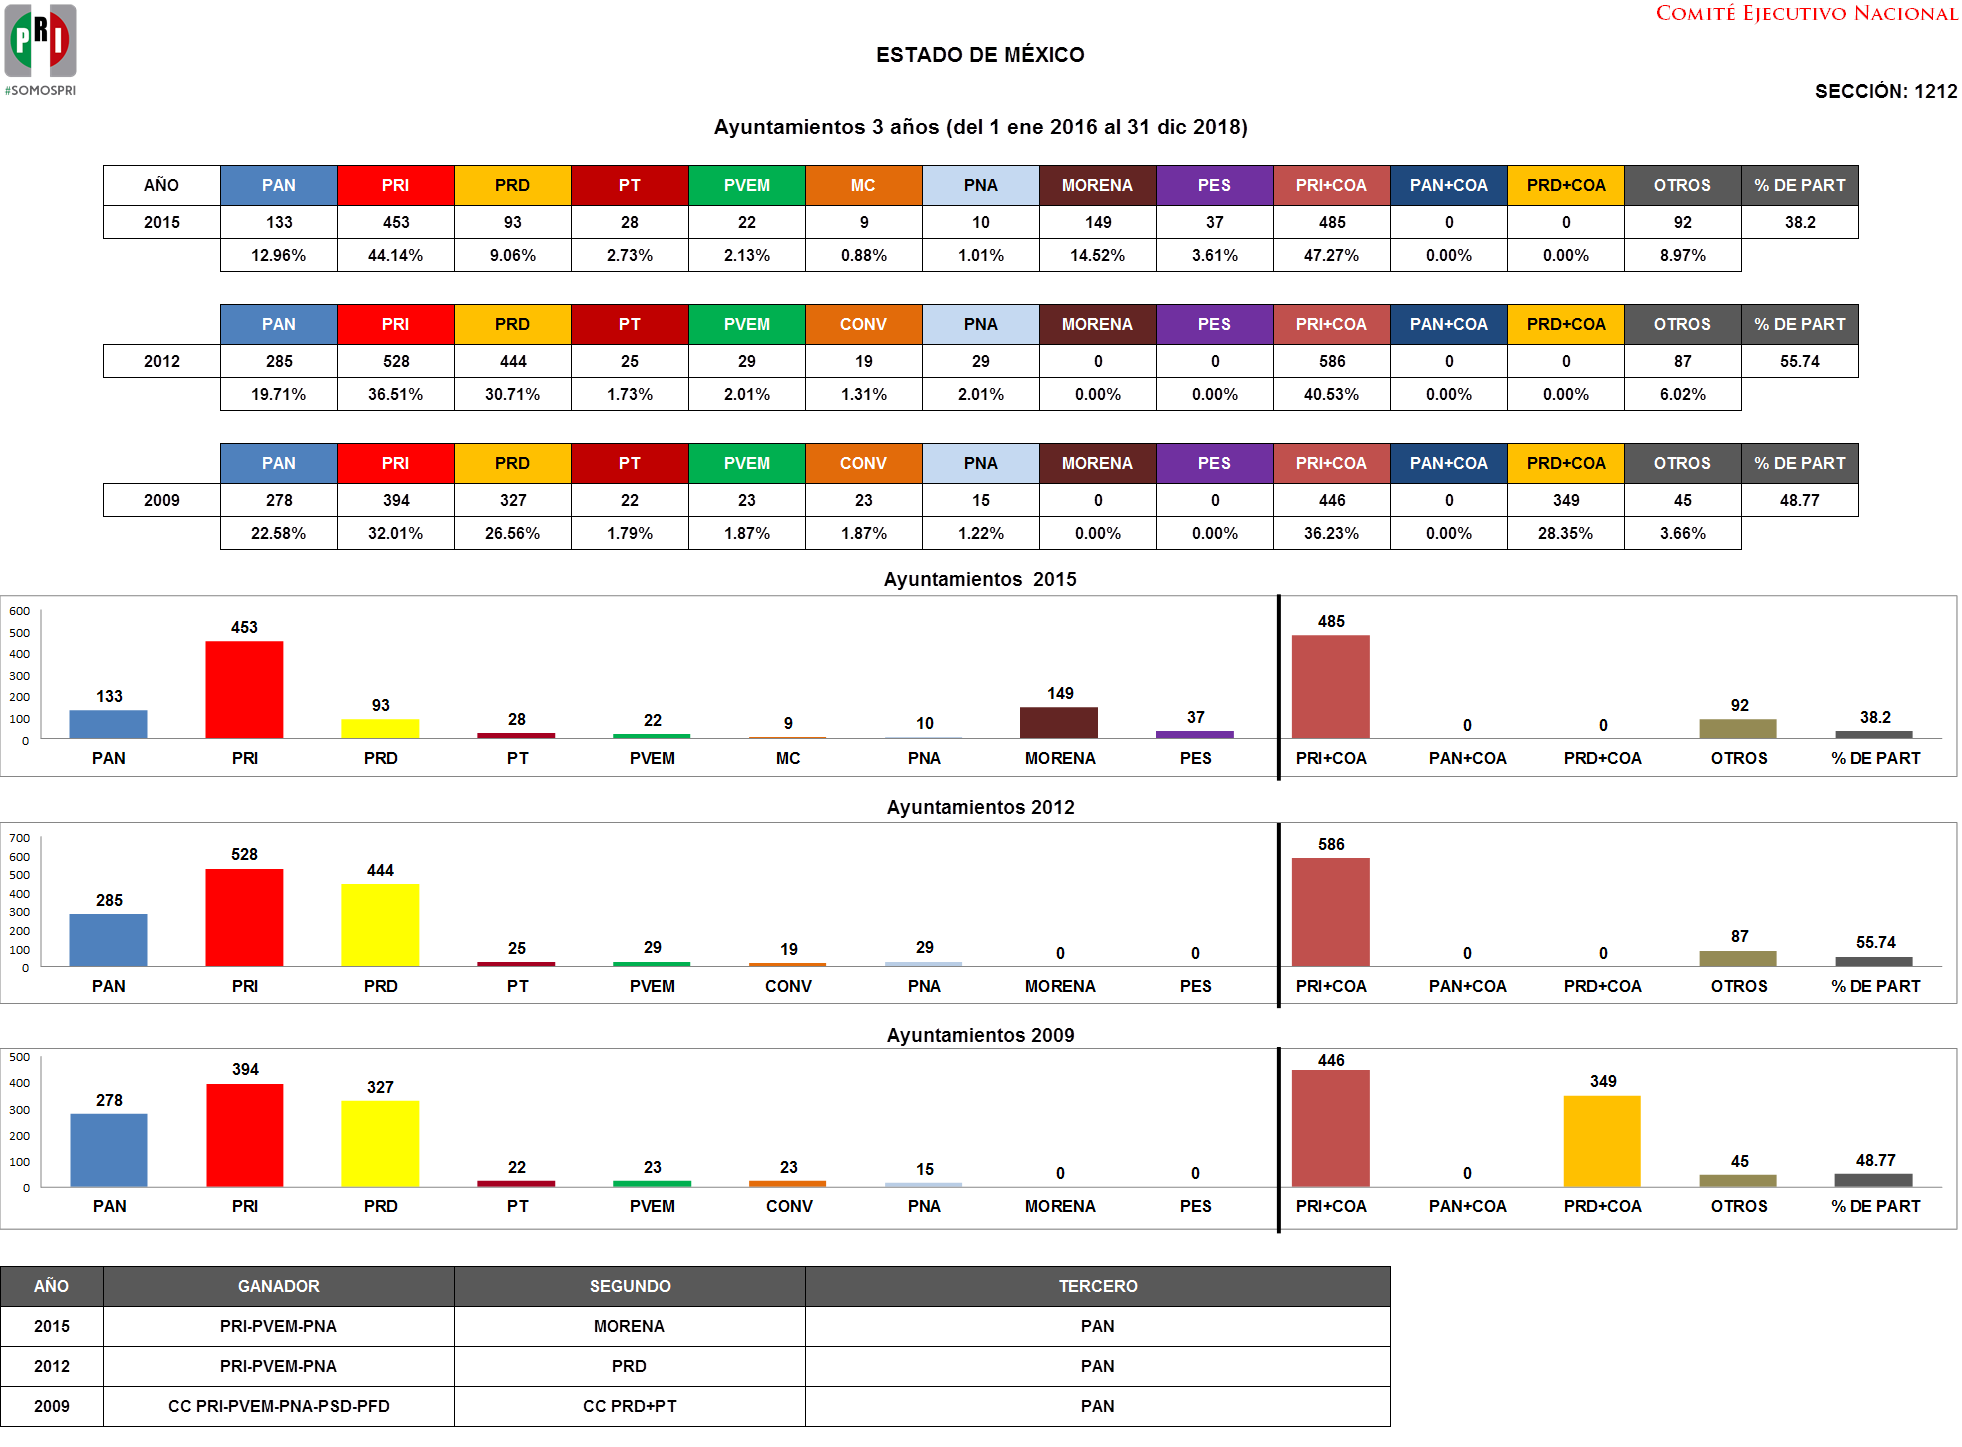 COMITÉ EJECUTIVO NACIONAL
PRI
#SOMOSPRI
ESTADO DE MÉXICO
SECCIÓN: 1212
Ayuntamientos 3 años (del 1 ene 2016 al 31 dic 2018)
AÑO PAN PRI PRD PT PVEM MC PNA MORENA PES PRI+COA PAN+COA PRD+COA OTROS % DE PART
2015 133 453 93 28 22 9 10 149 37 485 0 0 92 38.2
12.96% 44.14% 9.06% 2.73% 2.13% 0.88% 1.01% 14.52% 3.61% 47.27% 0.00% 0.00% 8.97%
PAN PRI PRD PT PVEM CONV PNA MORENA PES PRI+COA PAN+COA PRD+COA OTROS % DE PART
2012 285 528 444 25 29 19 29 0 0 586 0 0 87 55.74
19.71% 36.51% 30.71% 1.73% 2.01% 1.31% 2.01% 0.00% 0.00% 40.53% 0.00% 0.00% 6.02%
PAN PRI PRD PT PVEM CONV PNA MORENA PES PRI+COA PAN+COA PRD+COA OTROS % DE PART
2009 278 394 327 22 23 23 15 0 0 446 0 349 45 48.77
22.58% 32.01% 26.56% 1.79% 1.87% 1.87% 1.22% 0.00% 0.00% 36.23% 0.00% 28.35% 3.66%
Ayuntamientos 2015
600
500
400
300
200
100
0
133 453 93 28 22 9 10 149 37 485 0 0 92 38.2
PAN PRI PRD PT PVEM MC PNA MORENA PES PRI+COA PAN+COA PRD+COA OTROS % DE PART
Ayuntamientos 2012
700
600
500
400
300
200
100
0
285 528 444 25 29 19 29 0 0 586 0 0 87 55.74
PAN PRI PRD PT PVEM CONV PNA MORENA PES PRI+COA PAN+COA PRD+COA OTROS % DE PART
Ayuntamientos 2009
500
400
300
200
100
0
278 394 327 22 23 23 15 0 0 446 0 349 45 48.77
PAN PRI PRD PT PVEM CONV PNA MORENA PES PRI+COA PAN+COA PRD+COA OTROS % DE PART
AÑO GANADOR SEGUNDO TERCERO
2015 PRI-PVEM-PNA MORENA PAN
2012 PRI-PVEM-PNA PRD PAN
2009 CC PRI-PVEM-PNA-PSD-PFD CC PRD+PT PAN